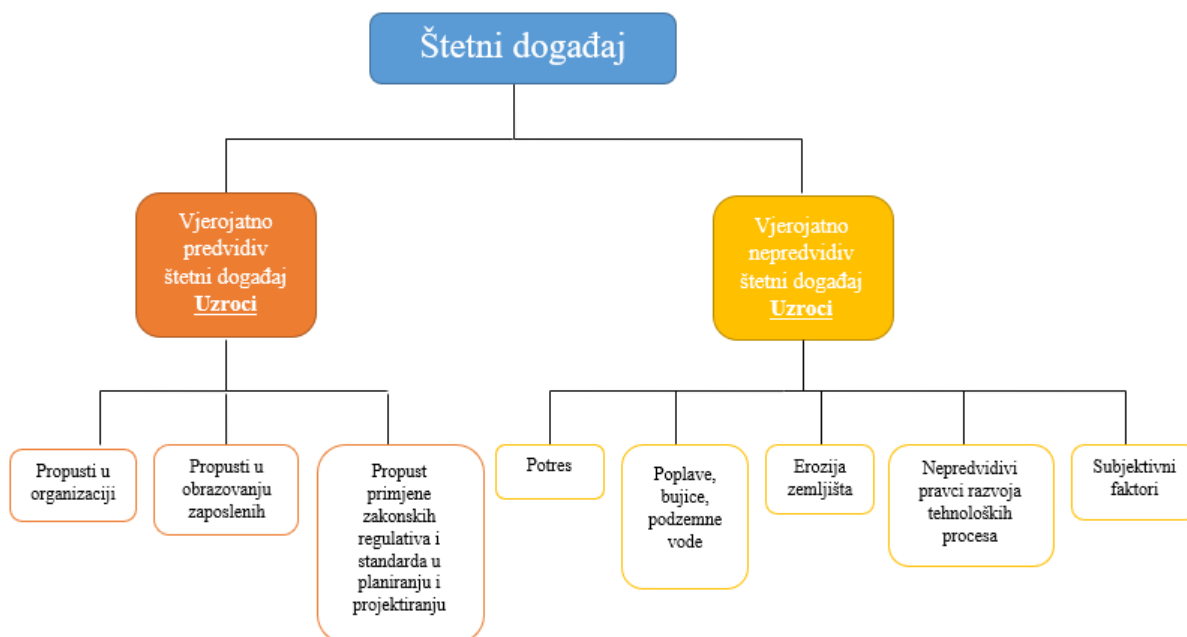 Štetni događaj
Vjerojatno
predvidiv
štetni događaj
Uzroci
Vjerojatno
nepredvidiv
štetni događaj
Uzroci
Propusti u
organizaciji
Propusti u
obrazovanju
zaposlenih
Propust
primjene
zakonskih
regulativa i
standarda u
planiranju i
projektiranju
Potres
Poplave,
bujice,
podzemne
vode
Erozija
zemljišta
Nepredvidivi
pravci razvoja
tehnoloških
procesa
Subjektivni
faktori